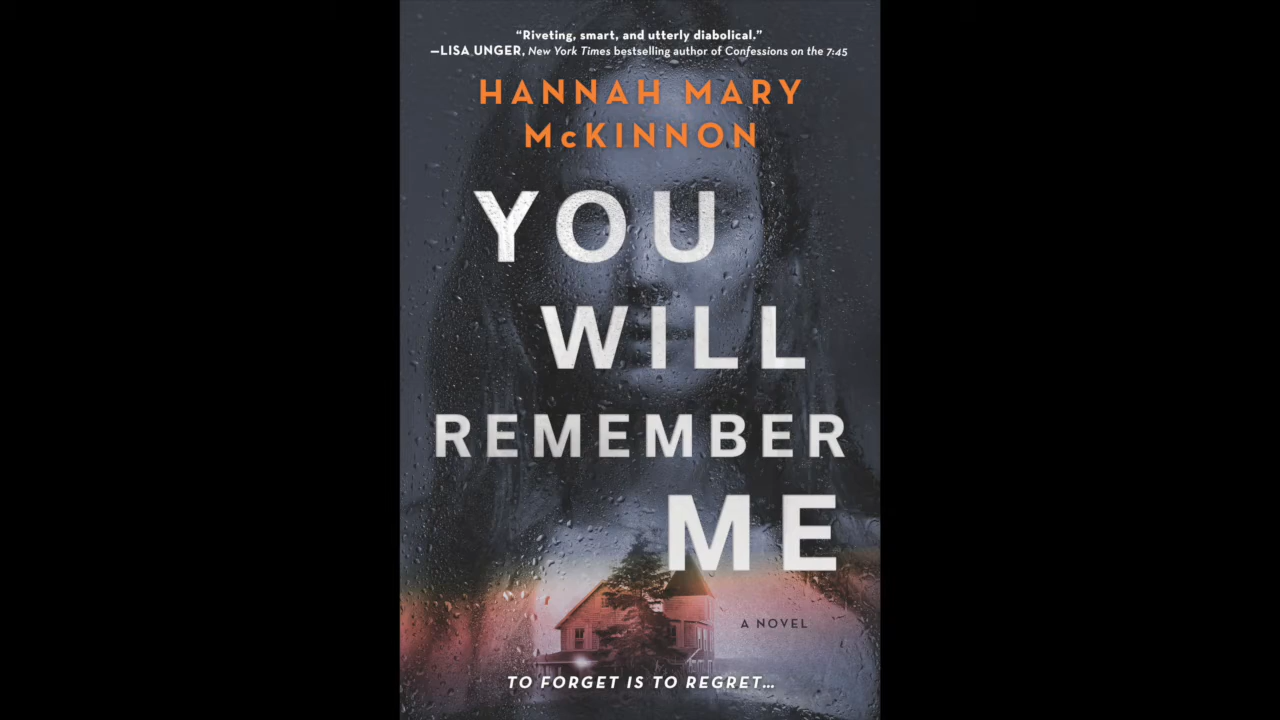 “Riveting, smart, and utterly diabolical.”
—LISA UNGER, New York Times bestselling author of Confessions on the 7:45
HANNAH MARY
McKINNON
YOU
WILL
REMEMBER
ME
A NOVEL
TO FORGET IS TO REGRET...